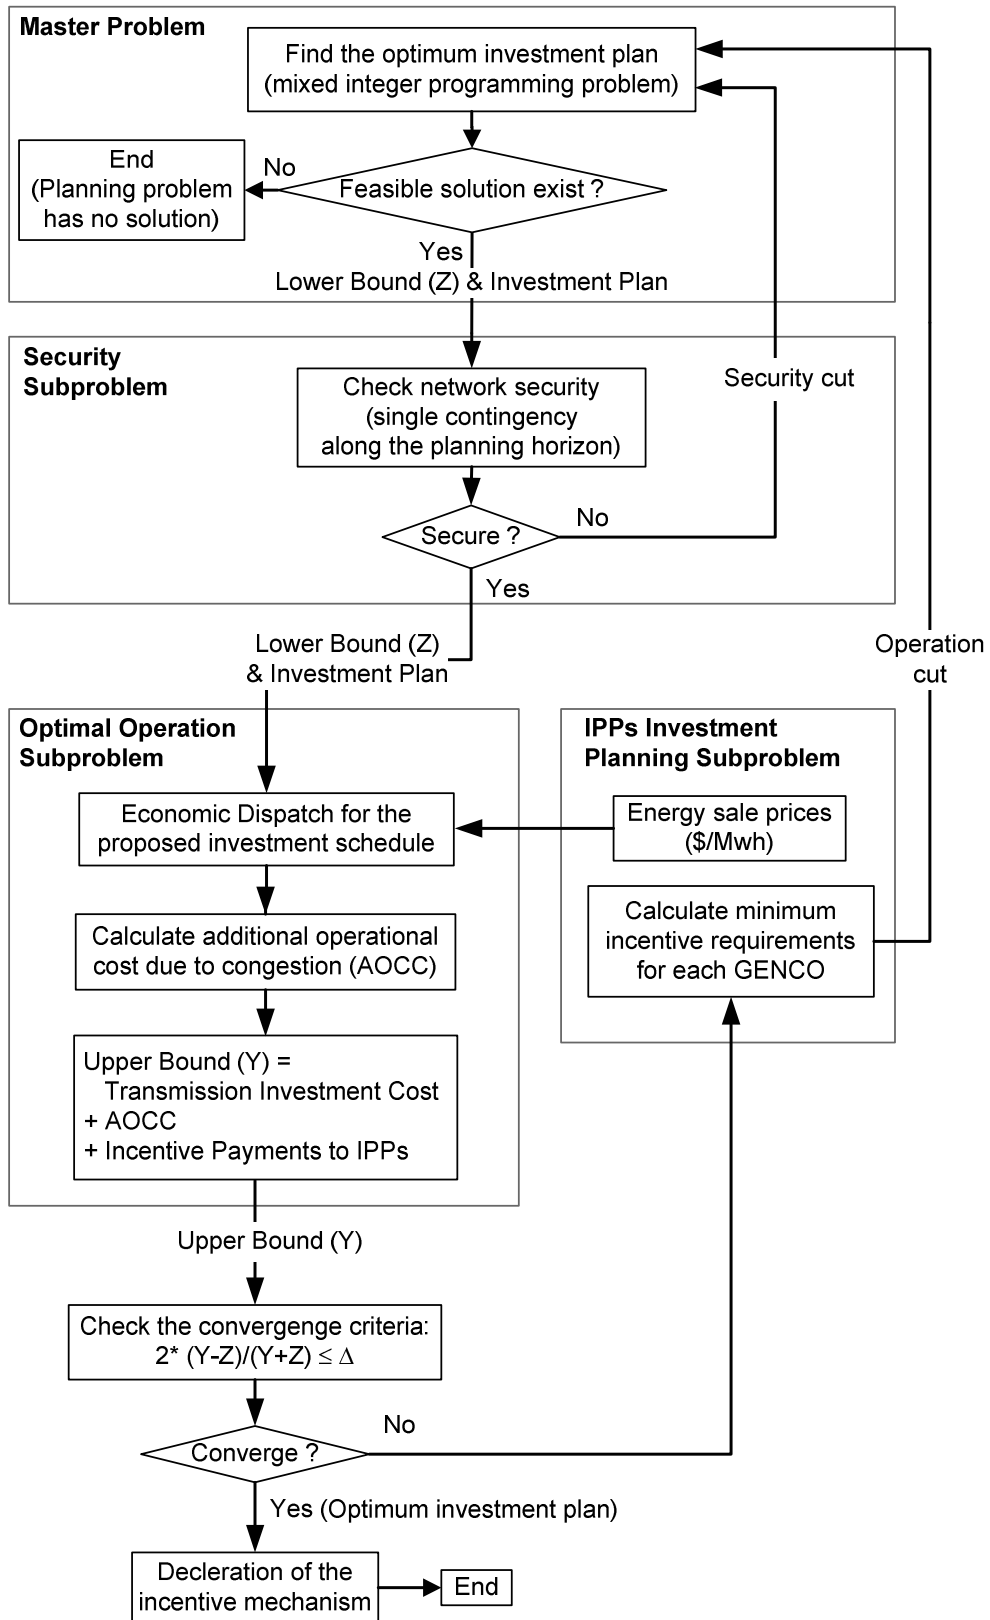 Master Problem
Find the optimum investment plan
(mixed integer programming problem)
End
(Planning problem
has no solution)
No
Feasible solution exist ?
Yes
Lower Bound (Z) & Investment Plan
Security
Subproblem
Check network security
(single contingency
along the planning horizon)
Security cut
Secure ?
No
Yes
Lower Bound (Z)
& Investment Plan
Operation
cut
Optimal Operation
Subproblem
Economic Dispatch for the
proposed investment schedule
Calculate additional operational
cost due to congestion (AOCC)
Upper Bound (Y) =
Transmission Investment Cost
+ AOCC
+ Incentive Payments to IPPs
IPPs Investment
Planning Subproblem
Energy sale prices
($/Mwh)
Calculate minimum
incentive requirements
for each GENCO
Upper Bound (Y)
Check the convergenge criteria:
2* (Y-Z)/(Y+Z) ≤ Δ
Converge ?
No
Yes (Optimum investment plan)
Decleration of the
incentive mechanism
End